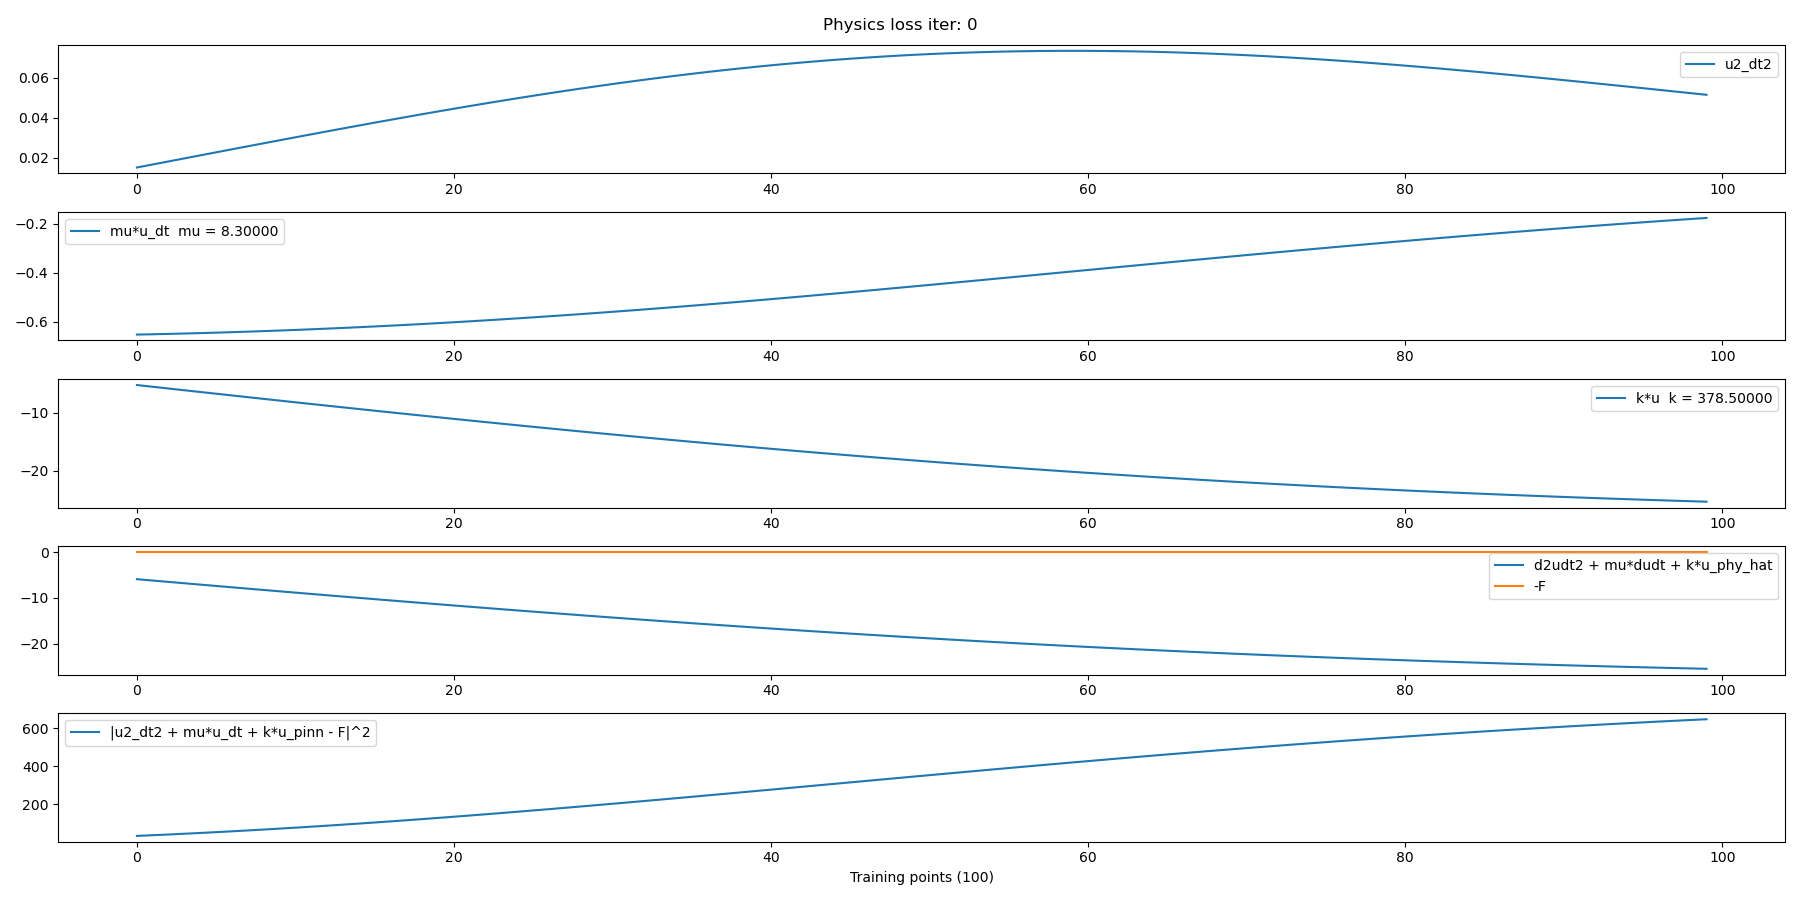 Physics loss iter: 0
0.06
0.04
0.02
u2_dt2
0 20 40 60 80 100
−0.2
−0.4
−0.6
mu*u_dt mu = 8.30000
0 20 40 60 80 100
−10
−20
k*u k = 378.50000
0 20 40 60 80 100
0
−10
−20
d2udt2 + mu*dudt + k*u_phy_hat
-F
0 20 40 60 80 100
600
400
200
|u2_dt2 + mu*u_dt + k*u_pinn - F|^2
0 20 40 60 80 100
Training points (100)